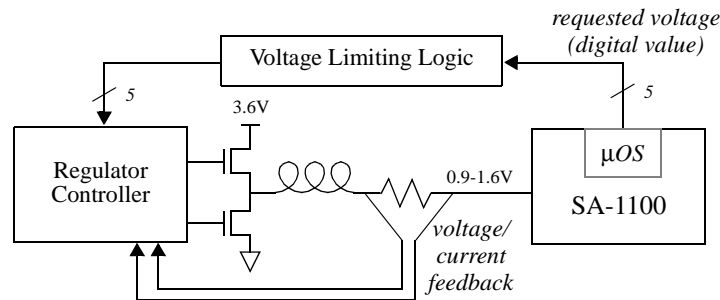 requested voltage
(digital value)
Voltage Limiting Logic
5
5
3.6V
Regulator
Controller
μOS
0.9-1.6V
SA-1100
voltage/
current
feedback